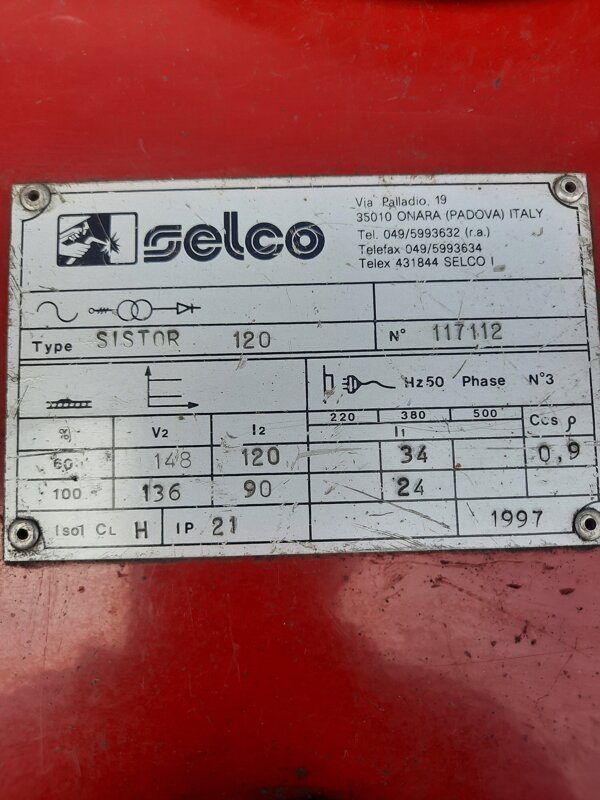 selco
Via Palladio, 19
35010 ONARA (PADOVA) ITALY
Tel. 049/5993632 (r.a.)
Telefax 049/5993634
Telex 431844 SELCO I
Type SISTOR 120 N° 117112
Hz50 Phase N°3
220 380 500 Cos ρ
V2 I2 I1
60 148 120 34 0,9
100 136 90 24
Isol CL H IP 21 1997